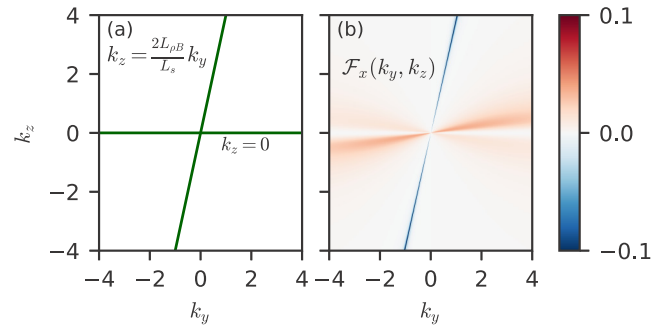 (a)
k_z = \frac{2L_{ρB}}{L_s} k_y
k_z = 0
4
2
0
−2
−4
k_z
−4 −2 0 2 4
k_y
(b)
\mathcal{F}_x(k_y, k_z)
−4 −2 0 2 4
k_y
0.1
0.0
−0.1